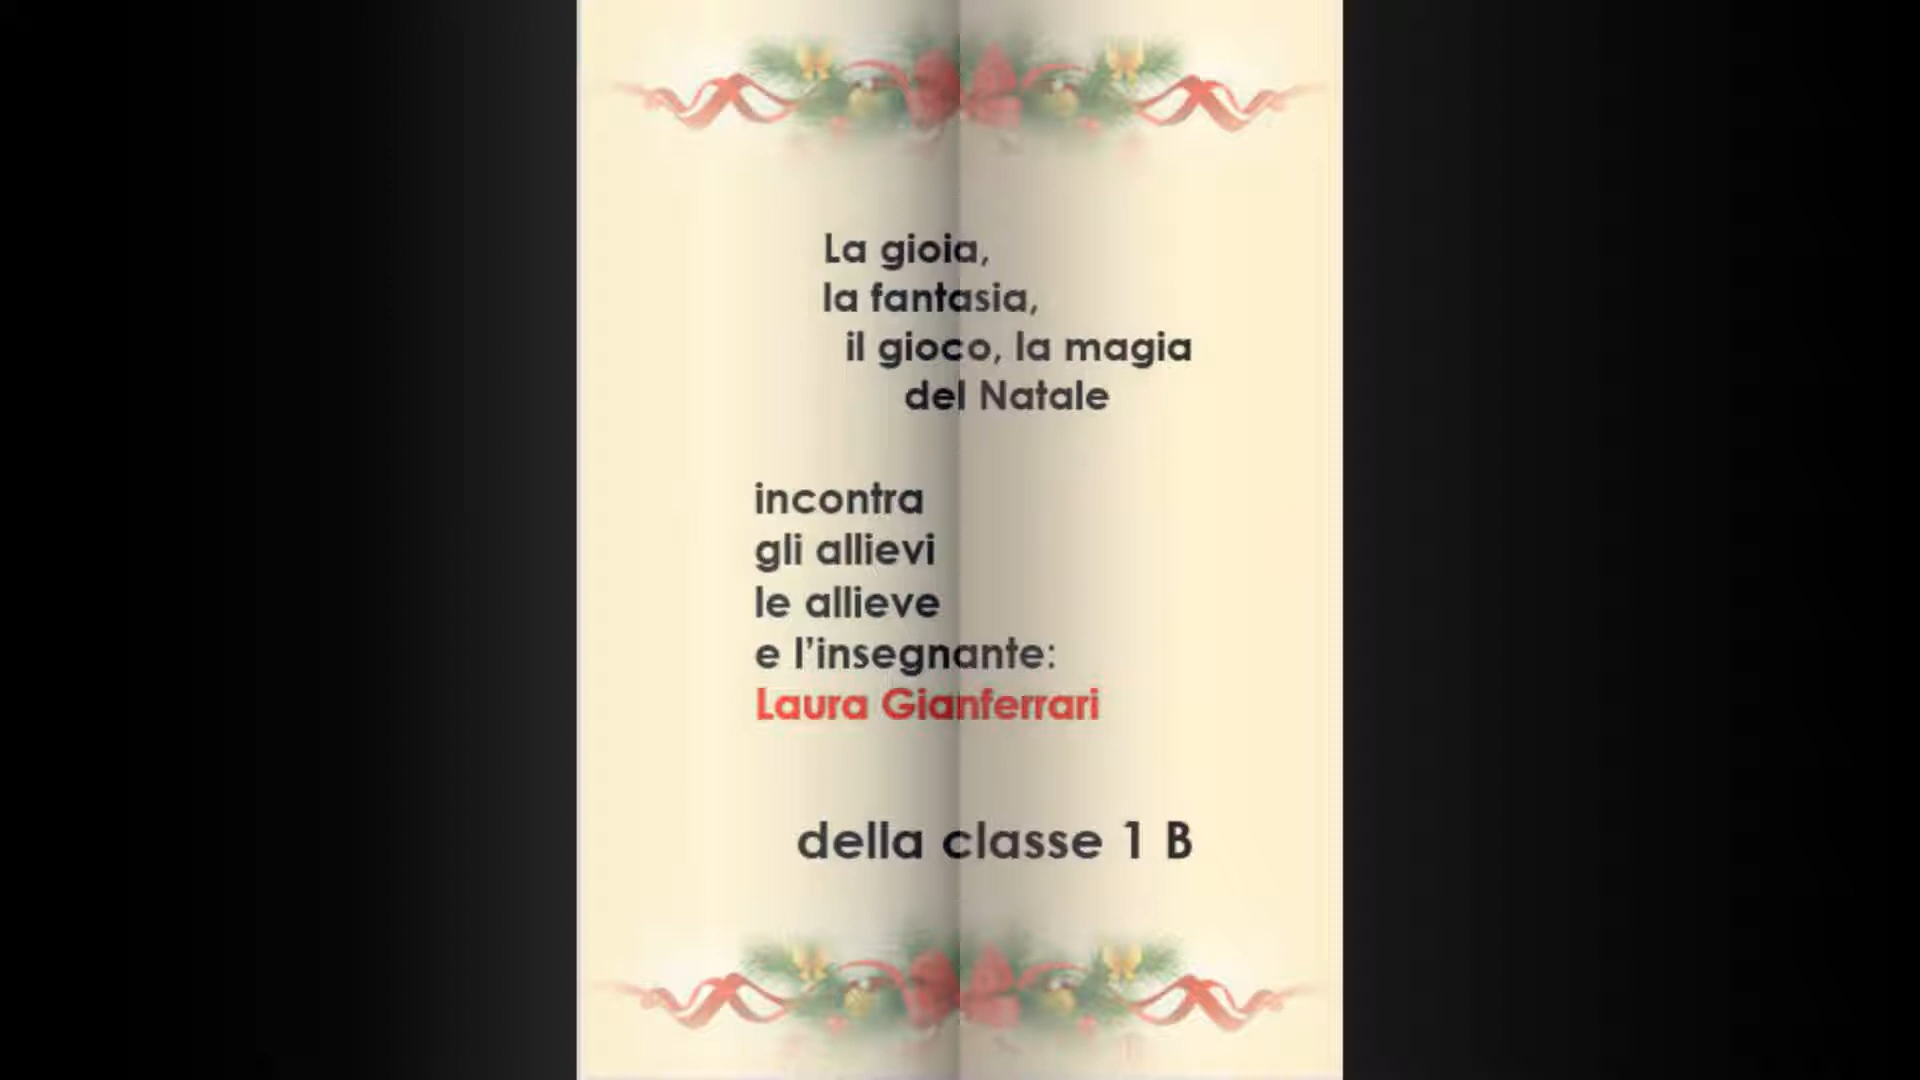 La gioia,
la fantasia,
il gioco, la magia
del Natale
incontra
gli allievi
le allieve
e l’insegnante:
Laura Gianferrari
della classe 1 B